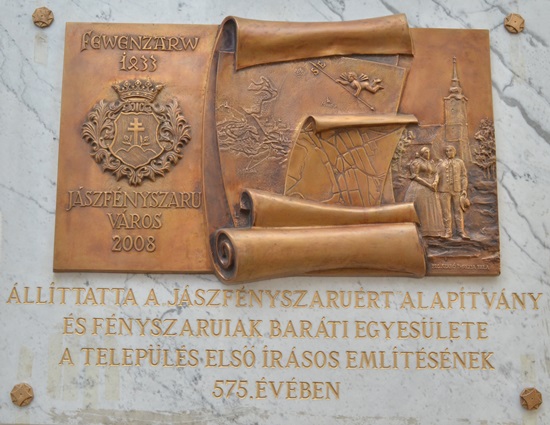 FEWENZARW
1433
JÁSZFÉNYSZARU
VÁROS
2008
ÁLLÍTTATTA A JÁSZFÉNYSZARUÉRT ALAPÍTVÁNY
ÉS FÉNYSZARUIAK BARÁTI EGYESÜLETE
A TELEPÜLÉS ELSŐ ÍRÁSOS EMLÍTÉSÉNEK
575. ÉVÉBEN